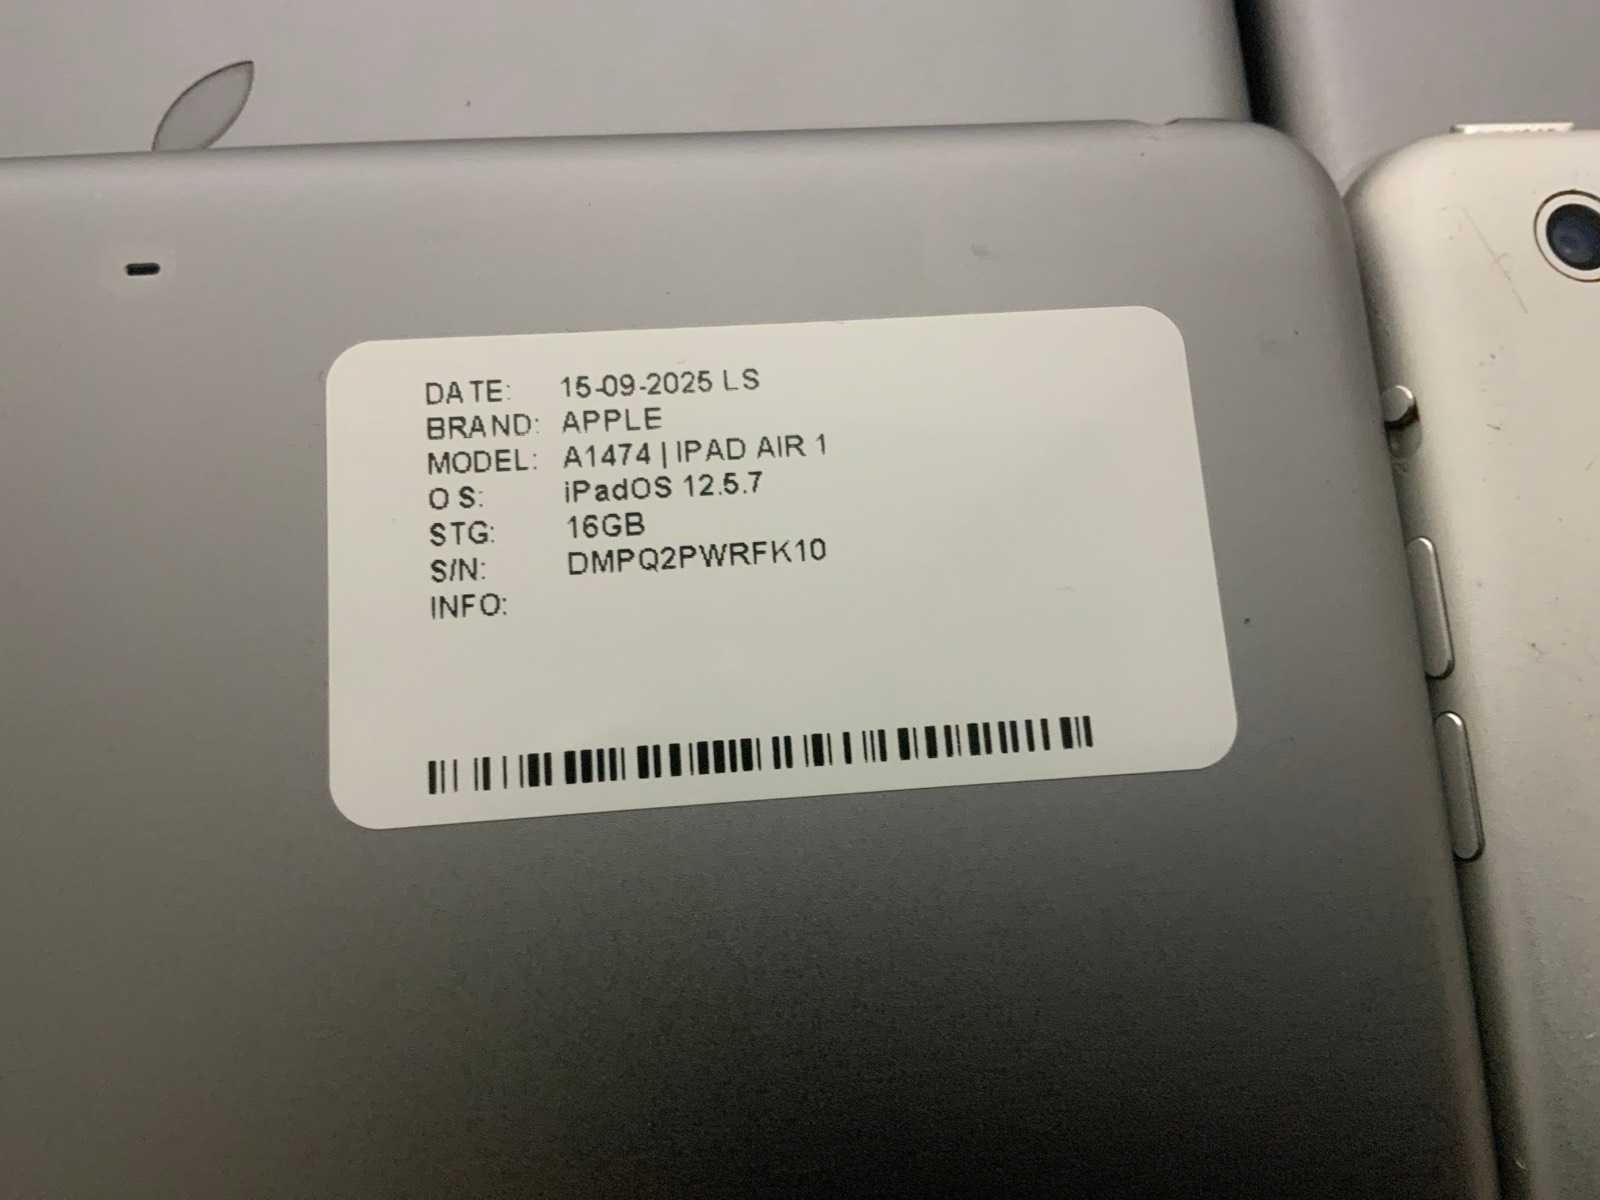 DATE: 15-09-2025 LS
BRAND: APPLE
MODEL: A1474 | IPAD AIR 1
OS: iPadOS 12.5.7
STG: 16GB
S/N: DMPQ2PWRFK10
INFO: